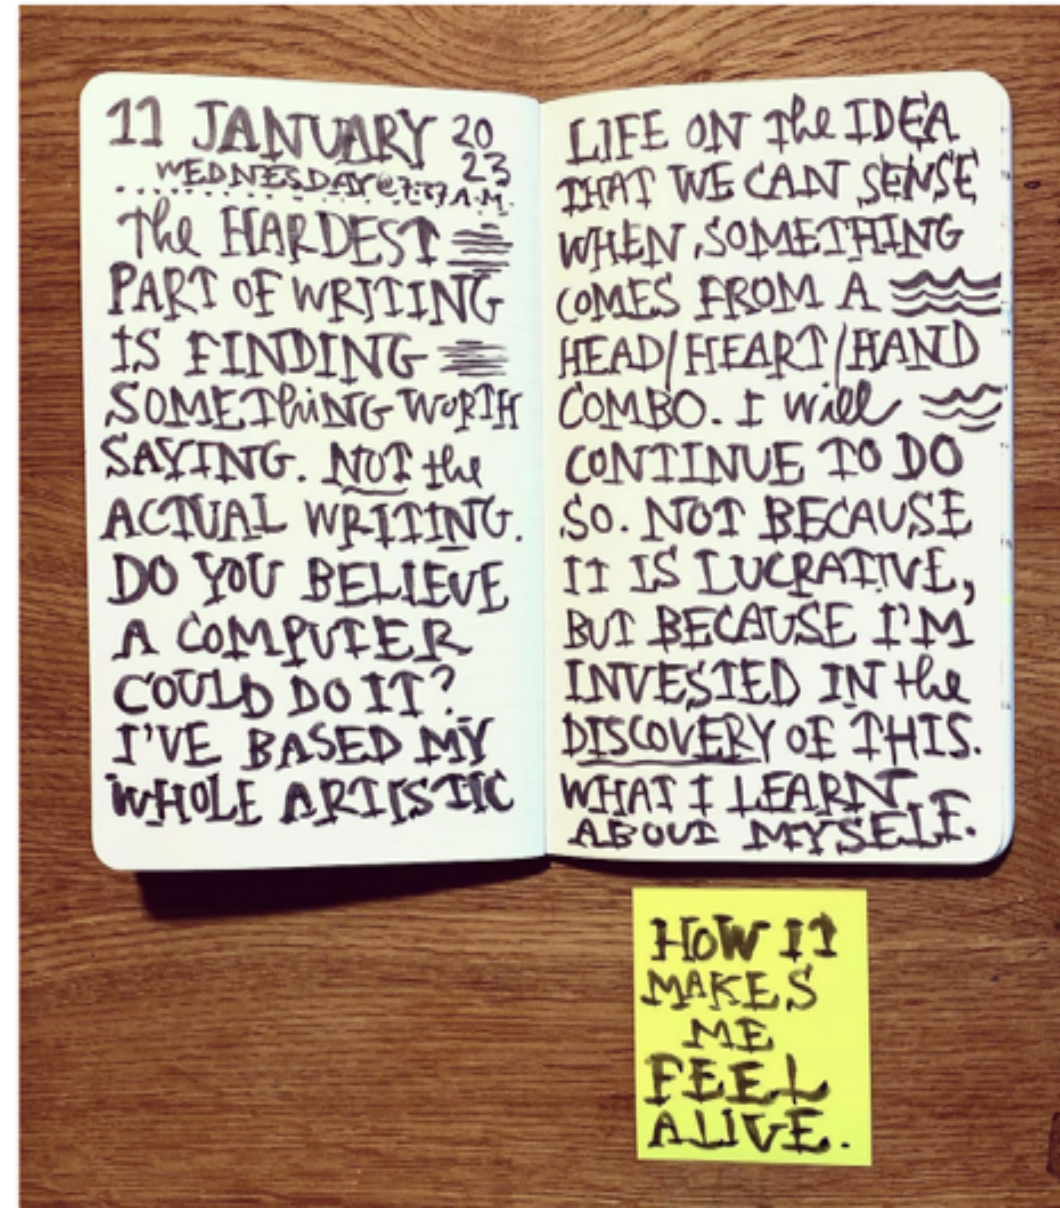 11 JANUARY 20
23
WEDNESDAY@7:37A.M.
The HARDEST
PART OF WRITING
IS FINDING
SOMEThiNG WORTH
SAYING. NOT the
ACTUAL WRITING.
DO YOU BELIEVE
A COMPUTER
COULD DO IT?
I'VE BASED MY
WHOLE ARTISTIC
LIFE ON The IDEA
THAT WE CAN SENSE
WHEN SOMETHING
COMES FROM A
HEAD/HEART/HAND
COMBO. I Will
CONTINUE TO DO
SO. NOT BECAUSE
IT IS LUCRATIVE,
BUT BECAUSE I'M
INVESTED IN the
DISCOVERY OF THIS.
WHAT I LEARN
ABOUT MYSELF.
HOW IT
MAKES
ME
FEEL
ALIVE.